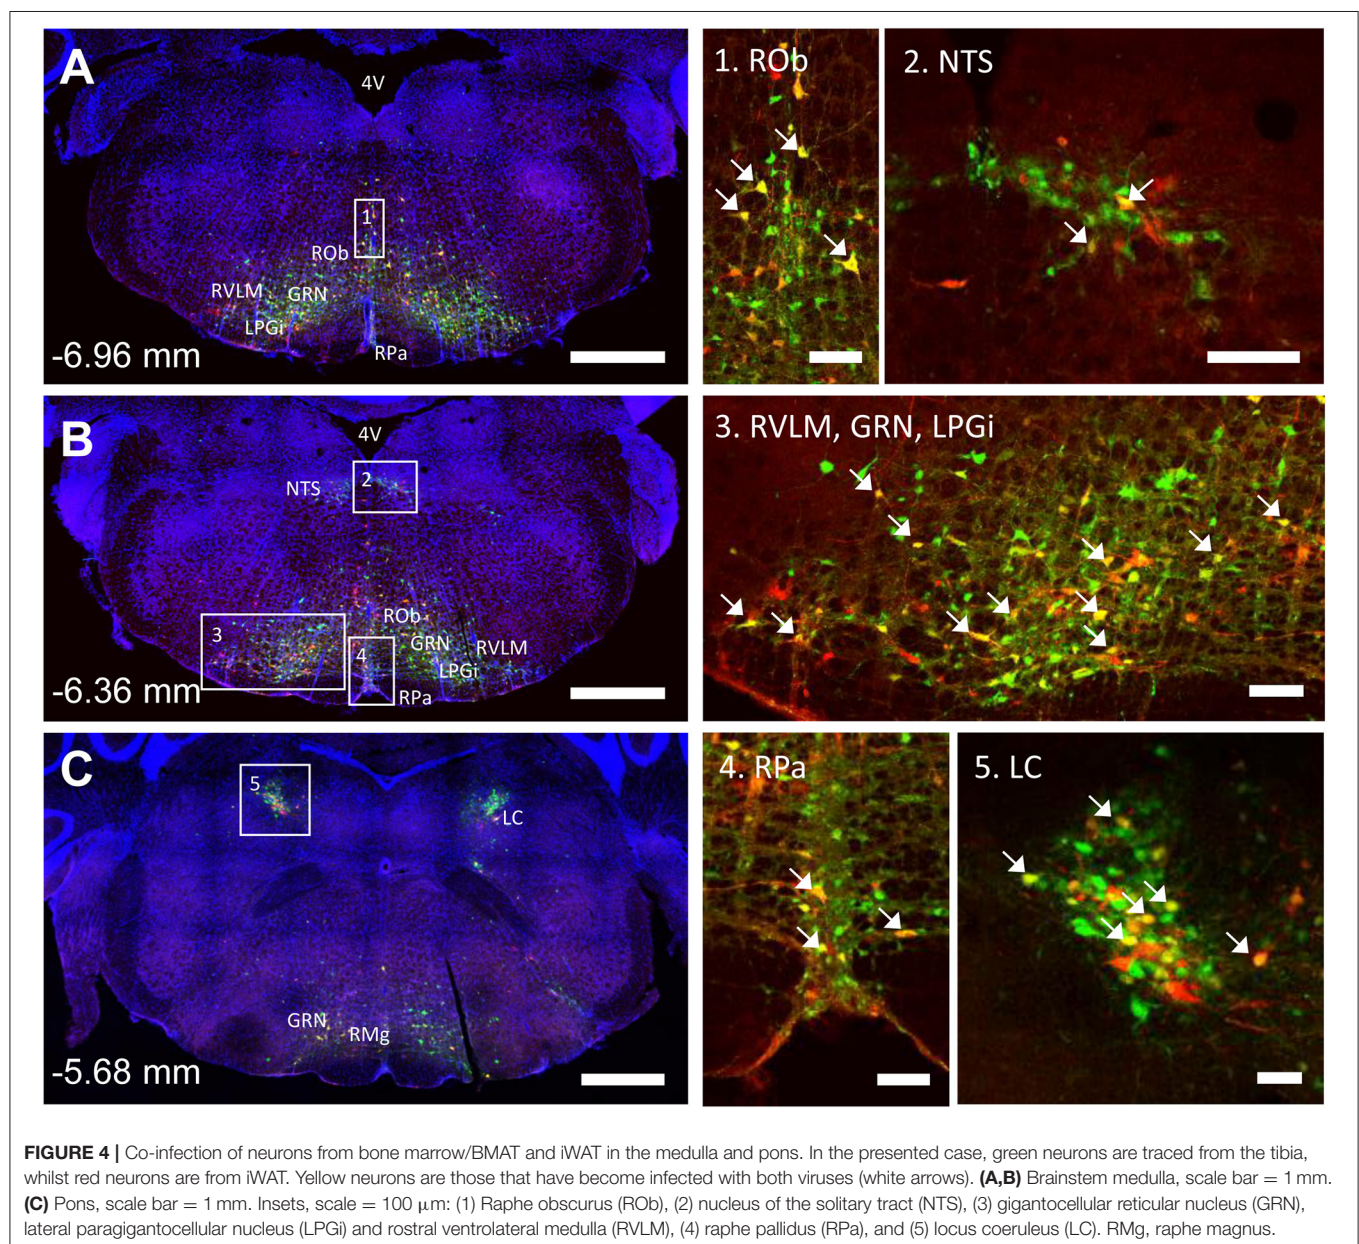 A
4V
1
ROb
RVLM
GRN
LPGi
RPa
-6.96 mm
1. ROb
2. NTS
B
4V
2
NTS
3
ROb
GRN
RVLM
4
LPGi
RPa
-6.36 mm
3. RVLM, GRN, LPGi
C
5
LC
GRN
RMg
-5.68 mm
4. RPa
5. LC
FIGURE 4 | Co-infection of neurons from bone marrow/BMAT and iWAT in the medulla and pons. In the presented case, green neurons are traced from the tibia,
whilst red neurons are from iWAT. Yellow neurons are those that have become infected with both viruses (white arrows). (A,B) Brainstem medulla, scale bar = 1 mm.
(C) Pons, scale bar = 1 mm. Insets, scale = 100 μm: (1) Raphe obscurus (ROb), (2) nucleus of the solitary tract (NTS), (3) gigantocellular reticular nucleus (GRN),
lateral paragigantocellular nucleus (LPGi) and rostral ventrolateral medulla (RVLM), (4) raphe pallidus (RPa), and (5) locus coeruleus (LC). RMg, raphe magnus.